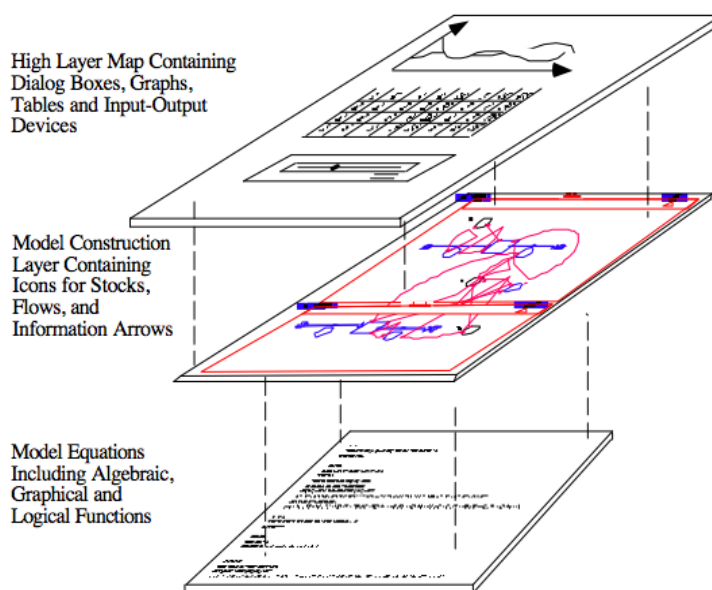 High Layer Map Containing
Dialog Boxes, Graphs,
Tables and Input-Output
Devices
Model Construction
Layer Containing
Icons for Stocks,
Flows, and
Information Arrows
Model Equations
Including Algebraic,
Graphical and
Logical Functions